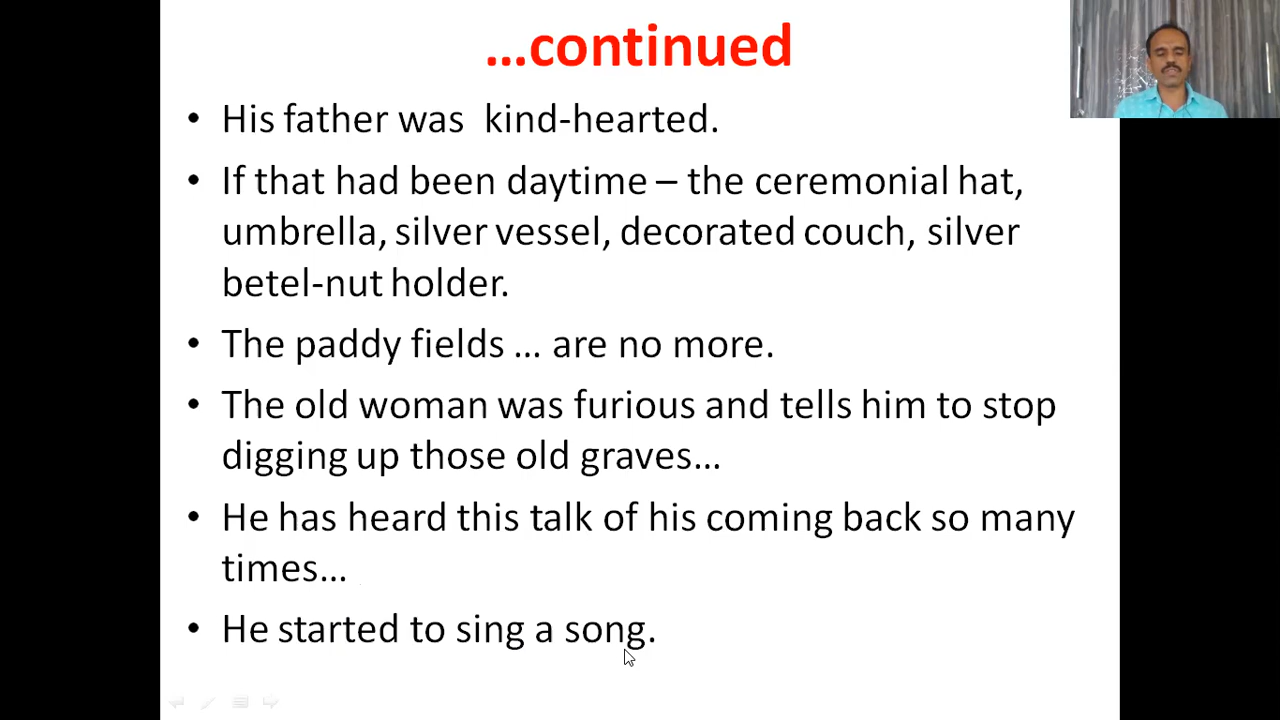 ...continued
• His father was kind-hearted.
• If that had been daytime – the ceremonial hat,
umbrella, silver vessel, decorated couch, silver
betel-nut holder.
• The paddy fields ... are no more.
• The old woman was furious and tells him to stop
digging up those old graves...
• He has heard this talk of his coming back so many
times...
• He started to sing a song.